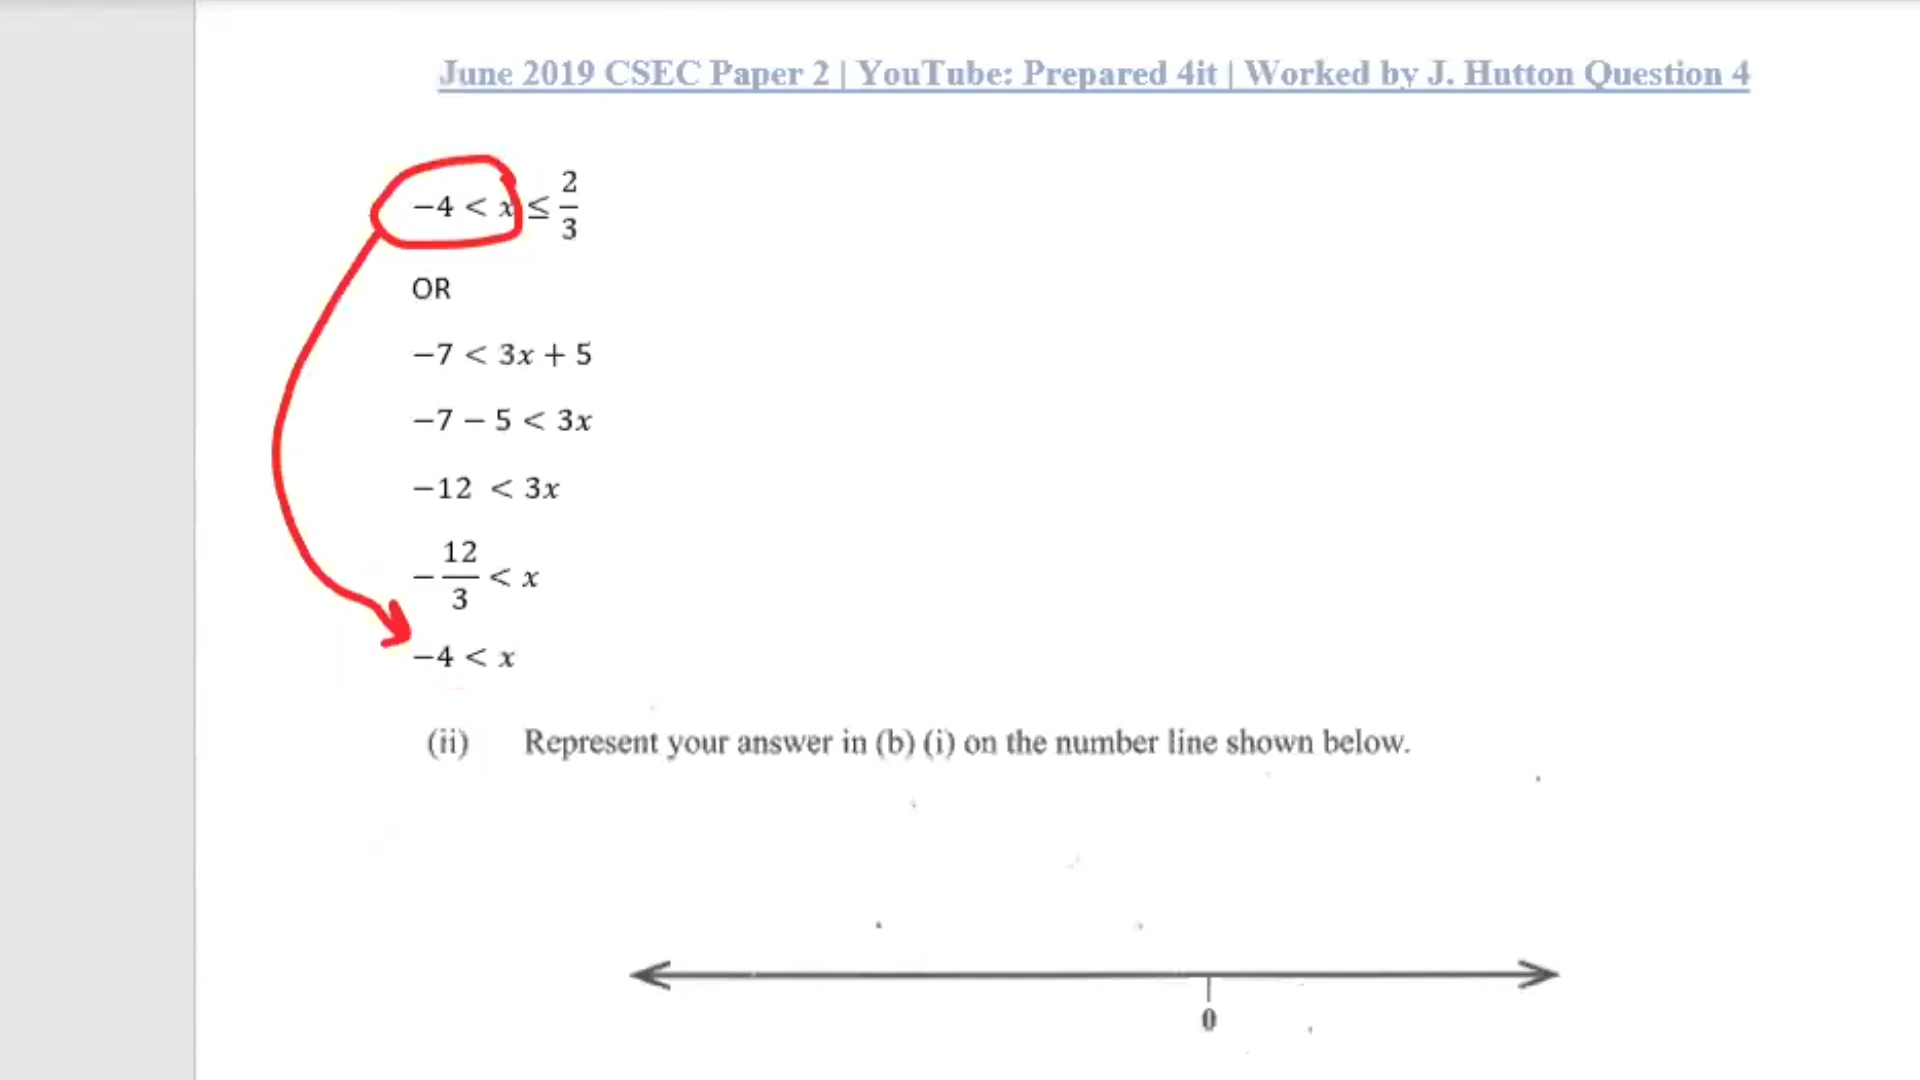 June 2019 CSEC Paper 2 | YouTube: Prepared 4it | Worked by J. Hutton Question 4
−4 < x ≤ 2/3
OR
−7 < 3x + 5
−7 − 5 < 3x
−12 < 3x
−12/3 < x
−4 < x
(ii) Represent your answer in (b) (i) on the number line shown below.
0